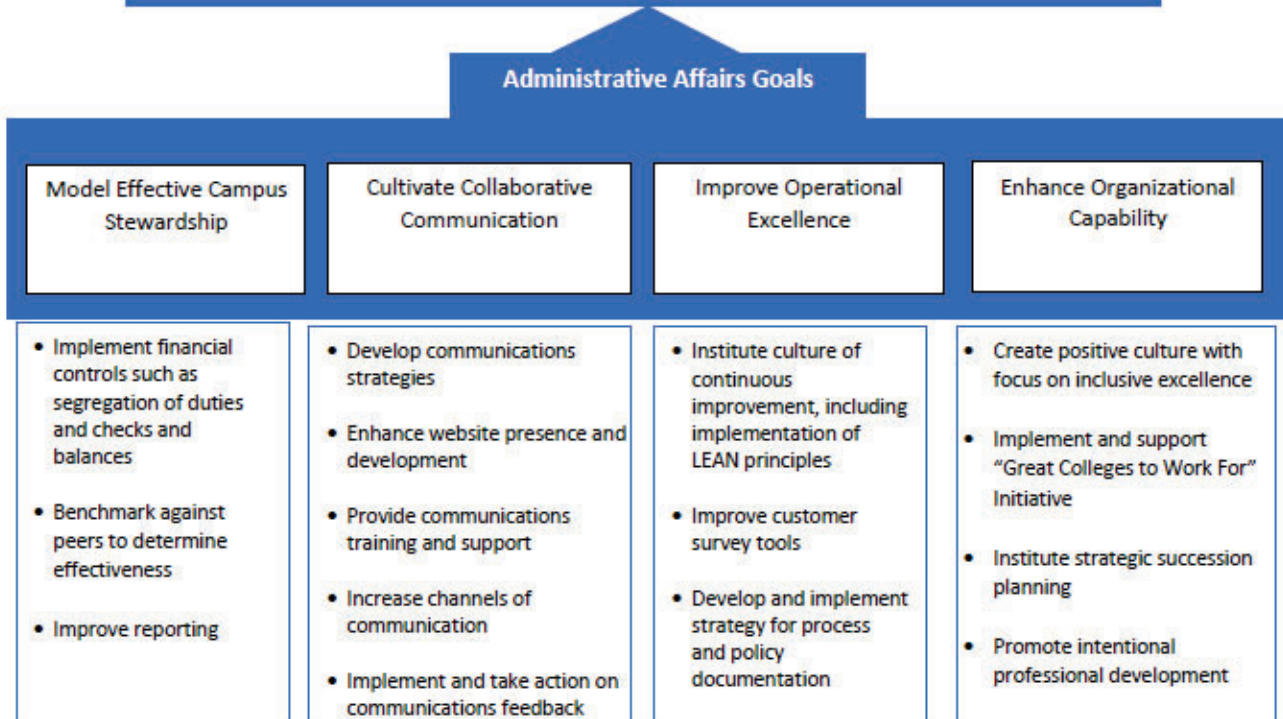 Administrative Affairs Goals
Model Effective Campus
Stewardship
Cultivate Collaborative
Communication
Improve Operational
Excellence
Enhance Organizational
Capability
• Implement financial
controls such as
segregation of duties
and checks and
balances
• Benchmark against
peers to determine
effectiveness
• Improve reporting
• Develop communications
strategies
• Enhance website presence and
development
• Provide communications
training and support
• Increase channels of
communication
• Implement and take action on
communications feedback
• Institute culture of
continuous
improvement, including
implementation of
LEAN principles
• Improve customer
survey tools
• Develop and implement
strategy for process
and policy
documentation
• Create positive culture with
focus on inclusive excellence
• Implement and support
“Great Colleges to Work For”
Initiative
• Institute strategic succession
planning
• Promote intentional
professional development